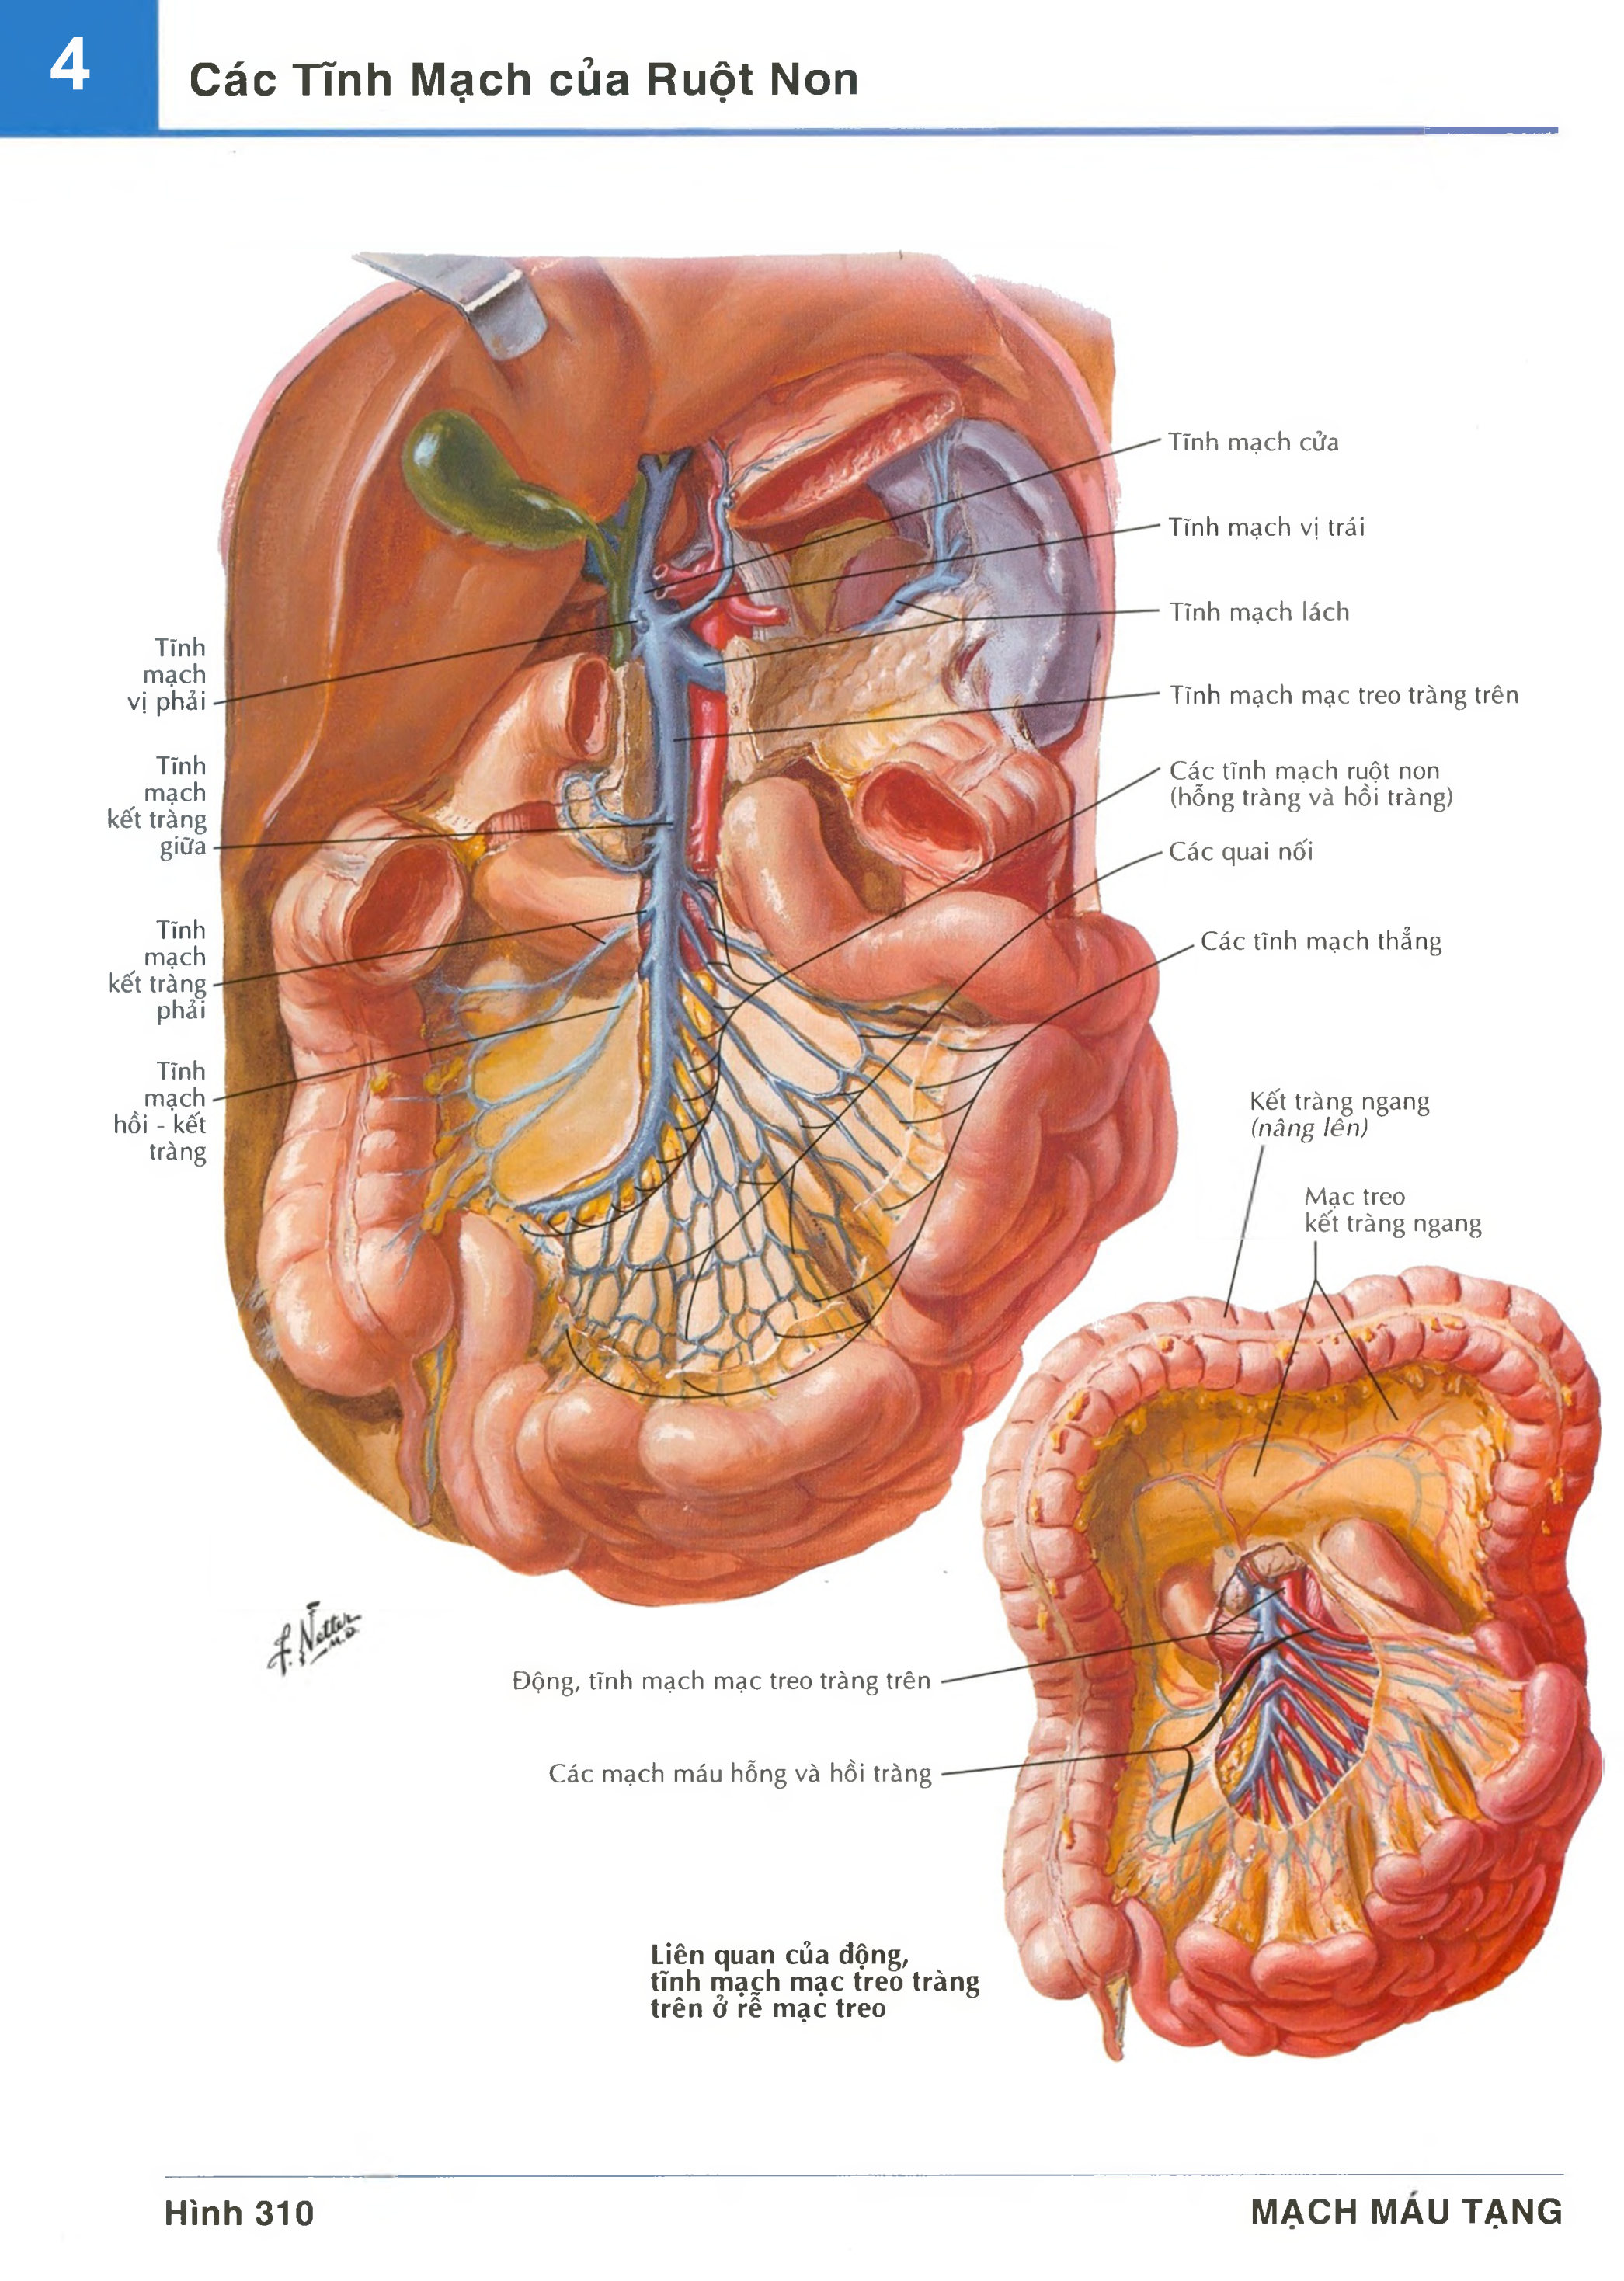 4
Các Tĩnh Mạch của Ruột Non
Tĩnh mạch cửa
Tĩnh mạch vị trái
Tĩnh mạch lách
Tĩnh mạch mạc treo tràng trên
Các tĩnh mạch ruột non
(hỗng tràng và hồi tràng)
Các quai nối
Các tĩnh mạch thẳng
Tĩnh
mạch
vị phải
Tĩnh
mạch
kết tràng
giữa
Tĩnh
mạch
kết tràng
phải
Tĩnh
mạch
hồi - kết
tràng
Kết tràng ngang
(nâng lên)
Mạc treo
kết tràng ngang
F. Netter
M.D.
Động, tĩnh mạch mạc treo tràng trên
Các mạch máu hỗng và hồi tràng
Liên quan của động,
tĩnh mạch mạc treo tràng
trên ở rễ mạc treo
Hình 310
MẠCH MÁU TẠNG